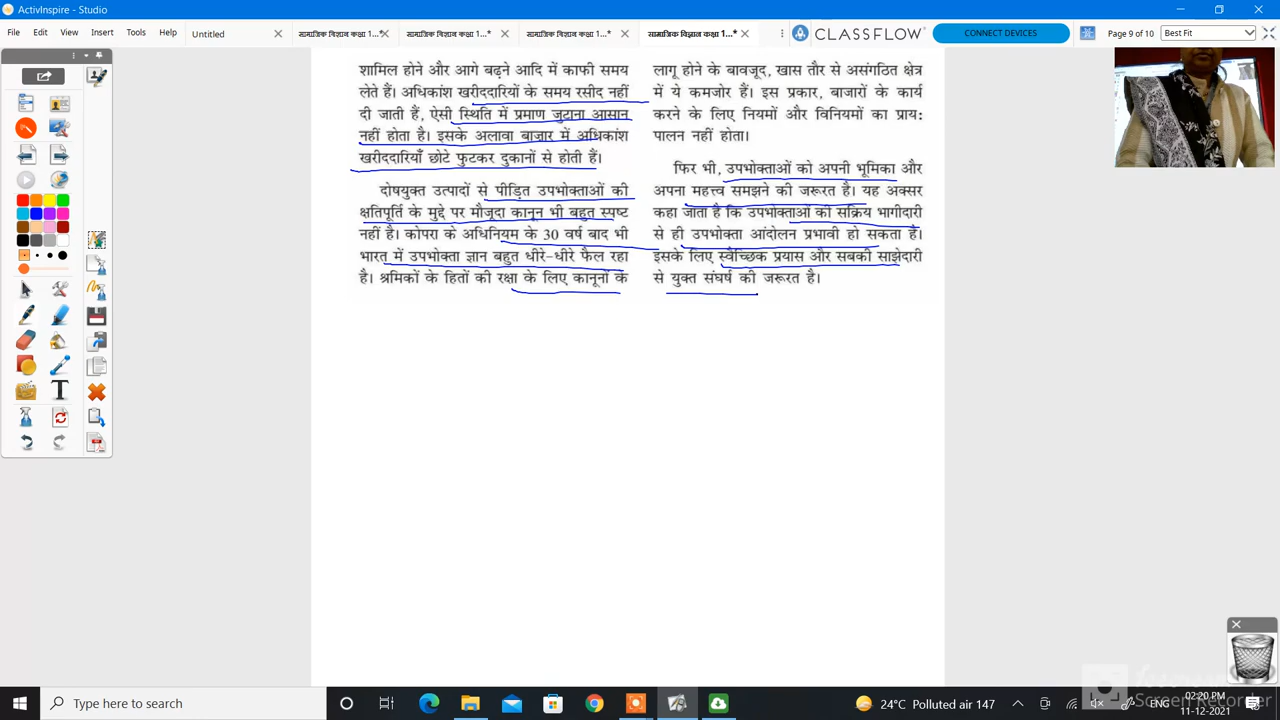 ActivInspire - Studio
File Edit View Insert Tools Help
Untitled
सामाजिक विज्ञान कक्षा 1...*
सामाजिक विज्ञान कक्षा 1...*
सामाजिक विज्ञान कक्षा 1...*
सामाजिक विज्ञान कक्षा 1...*
CLASSFLOW
CONNECT DEVICES
Page 9 of 10
Best Fit
शामिल होने और आगे बढ़ने आदि में काफी समय
लेते हैं। अधिकांश खरीददारियों के समय रसीद नहीं
दी जाती हैं, ऐसी स्थिति में प्रमाण जुटाना आसान
नहीं होता है। इसके अलावा बाज़ार में अधिकांश
खरीददारियाँ छोटे फुटकर दुकानों से होती हैं।
दोषयुक्त उत्पादों से पीड़ित उपभोक्ताओं की
क्षतिपूर्ति के मुद्दे पर मौजूदा कानून भी बहुत स्पष्ट
नहीं है। कोपरा के अधिनियम के 30 वर्ष बाद भी
भारत में उपभोक्ता ज्ञान बहुत धीरे-धीरे फैल रहा
है। श्रमिकों के हितों की रक्षा के लिए कानूनों के
लागू होने के बावजूद, खास तौर से असंगठित क्षेत्र
में ये कमजोर हैं। इस प्रकार, बाजारों के कार्य
करने के लिए नियमों और विनियमों का प्राय:
पालन नहीं होता।
फिर भी, उपभोक्ताओं को अपनी भूमिका और
अपना महत्त्व समझने की जरूरत है। यह अक्सर
कहा जाता है कि उपभोक्ताओं की सक्रिय भागीदारी
से ही उपभोक्ता आंदोलन प्रभावी हो सकता है।
इसके लिए स्वैच्छिक प्रयास और सबकी साझेदारी
से युक्त संघर्ष की जरूरत है।
Type here to search
24°C Polluted air 147
ENG
02:20 PM
11-12-2021
Screen Recorder